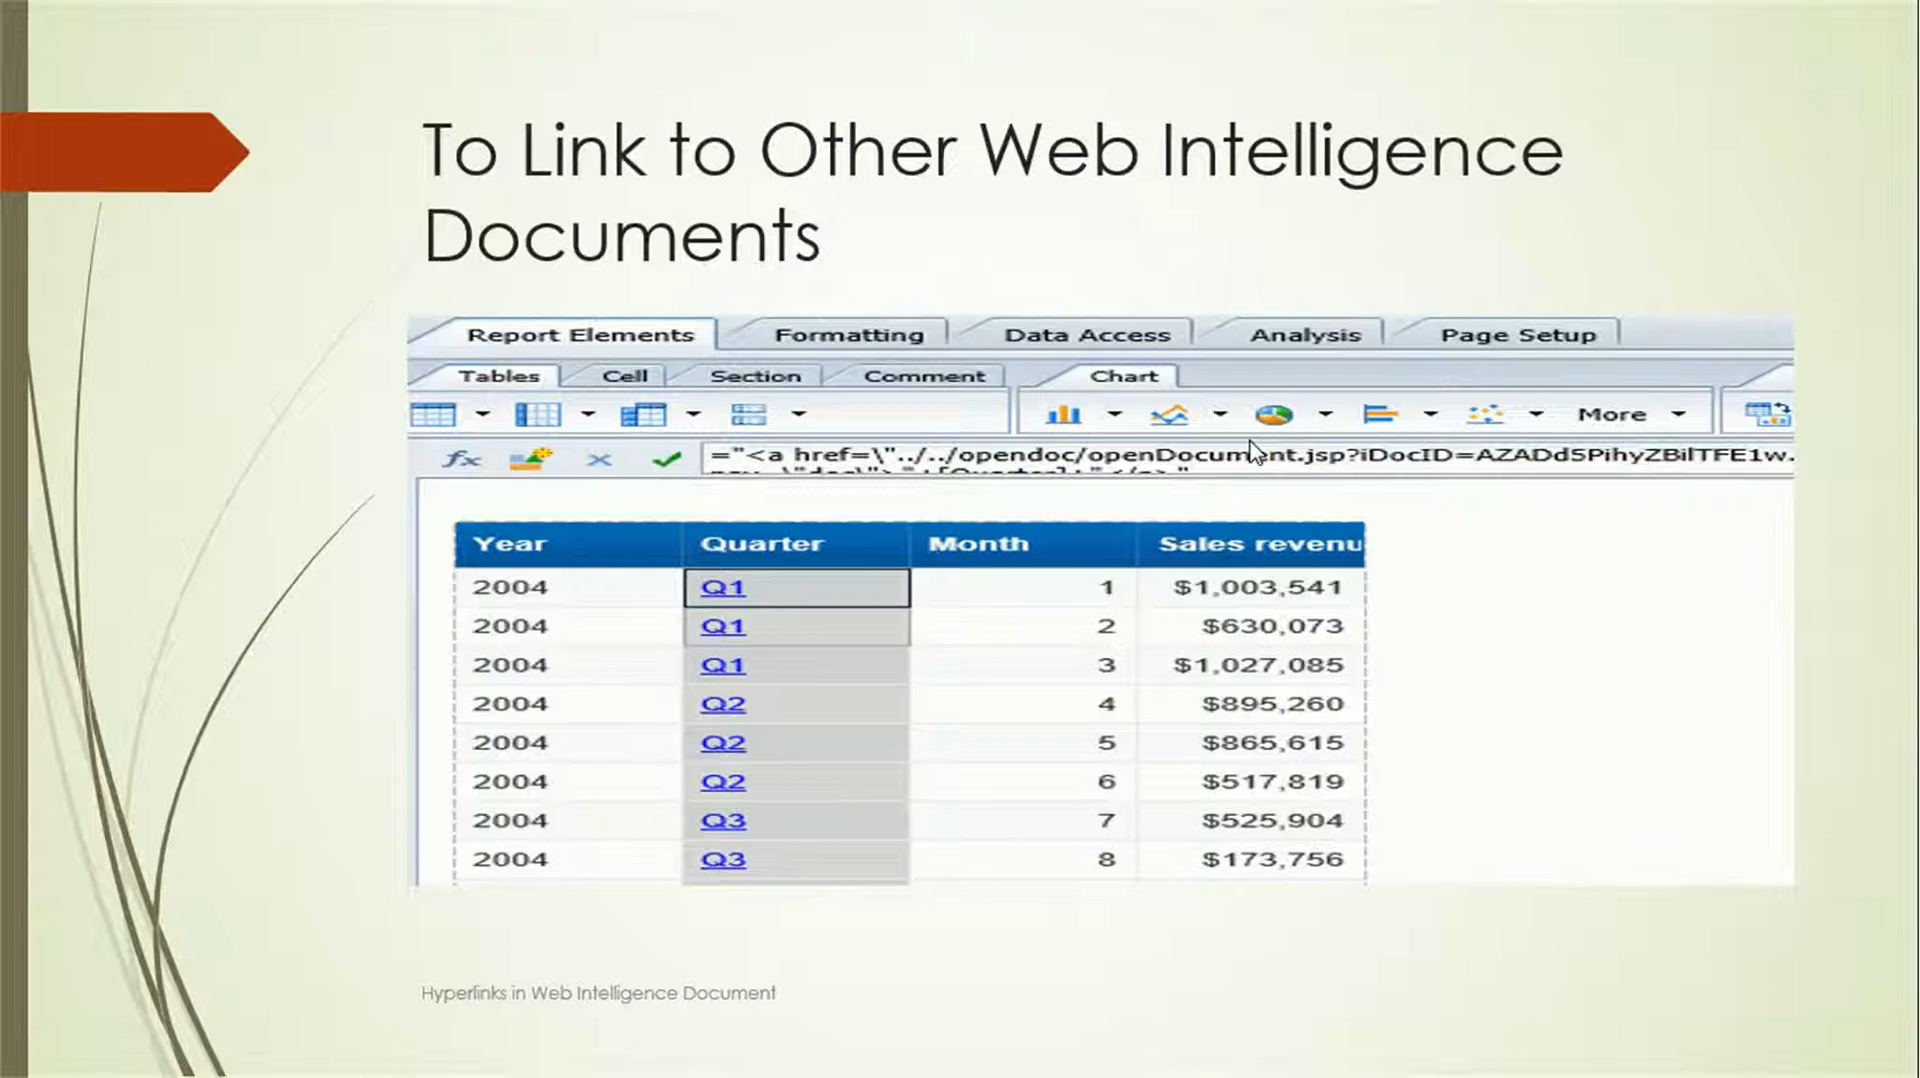 To Link to Other Web Intelligence
Documents
Report Elements Formatting Data Access Analysis Page Setup
Tables Cell Section Comment Chart
More
fx ="<a href=\"../../opendoc/openDocument.jsp?iDocID=AZADd5PihyZBilTFE1w.
Year Quarter Month Sales revenu
2004 Q1 1 $1,003,541
2004 Q1 2 $630,073
2004 Q1 3 $1,027,085
2004 Q2 4 $895,260
2004 Q2 5 $865,615
2004 Q2 6 $517,819
2004 Q3 7 $525,904
2004 Q3 8 $173,756
Hyperlinks in Web Intelligence Document